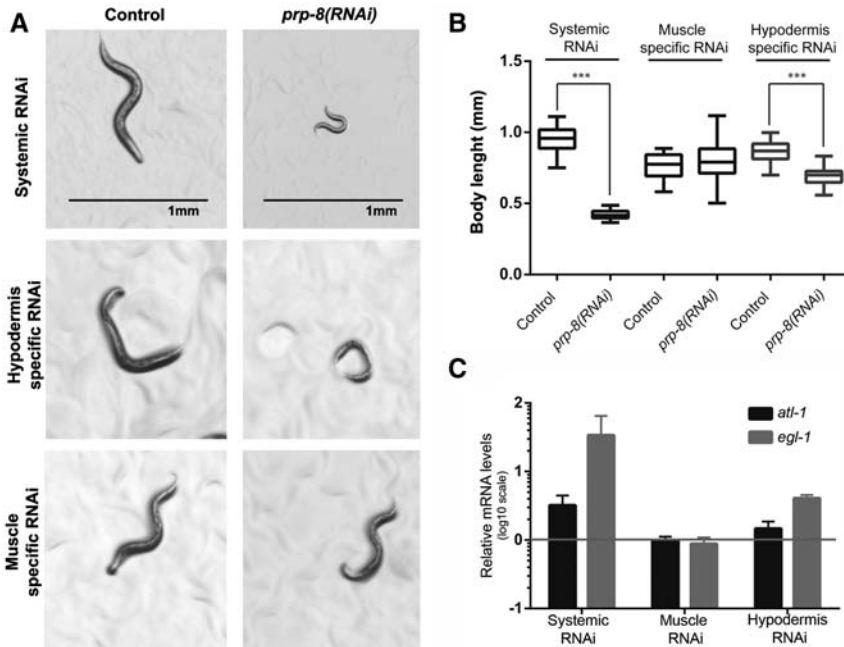 A
Control
prp-8(RNAi)
Systemic RNAi
1mm
1mm
Hypodermis
specific RNAi
Muscle
specific RNAi
B
Systemic
RNAi
Muscle
specific RNAi
Hypodermis
specific RNAi
Body lenght (mm)
1.5
1.0
0.5
0.0
***
***
Control
prp-8(RNAi)
Control
prp-8(RNAi)
Control
prp-8(RNAi)
C
Relative mRNA levels
(log10 scale)
2
1
0
-1
atl-1
egl-1
Systemic
RNAi
Muscle
RNAi
Hypodermis
RNAi